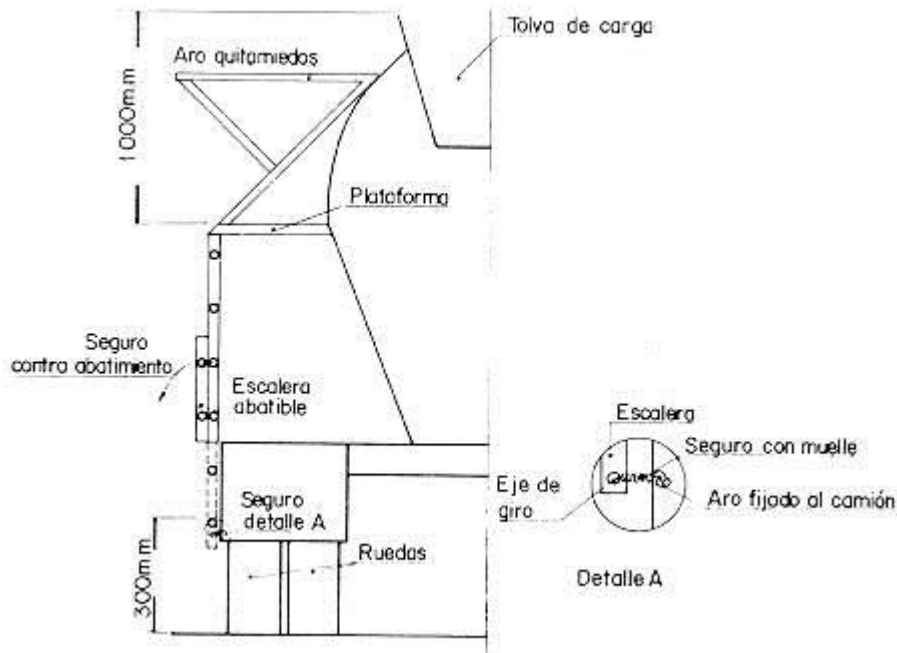 Tolva de carga
Aro quitamiedos
1000mm
Plataforma
Seguro
contra abatimiento
Escalera
abatible
Escalera
Seguro con muelle
Eje de
giro
Aro fijado al camión
Seguro
detalle A
Ruedas
300mm
Detalle A